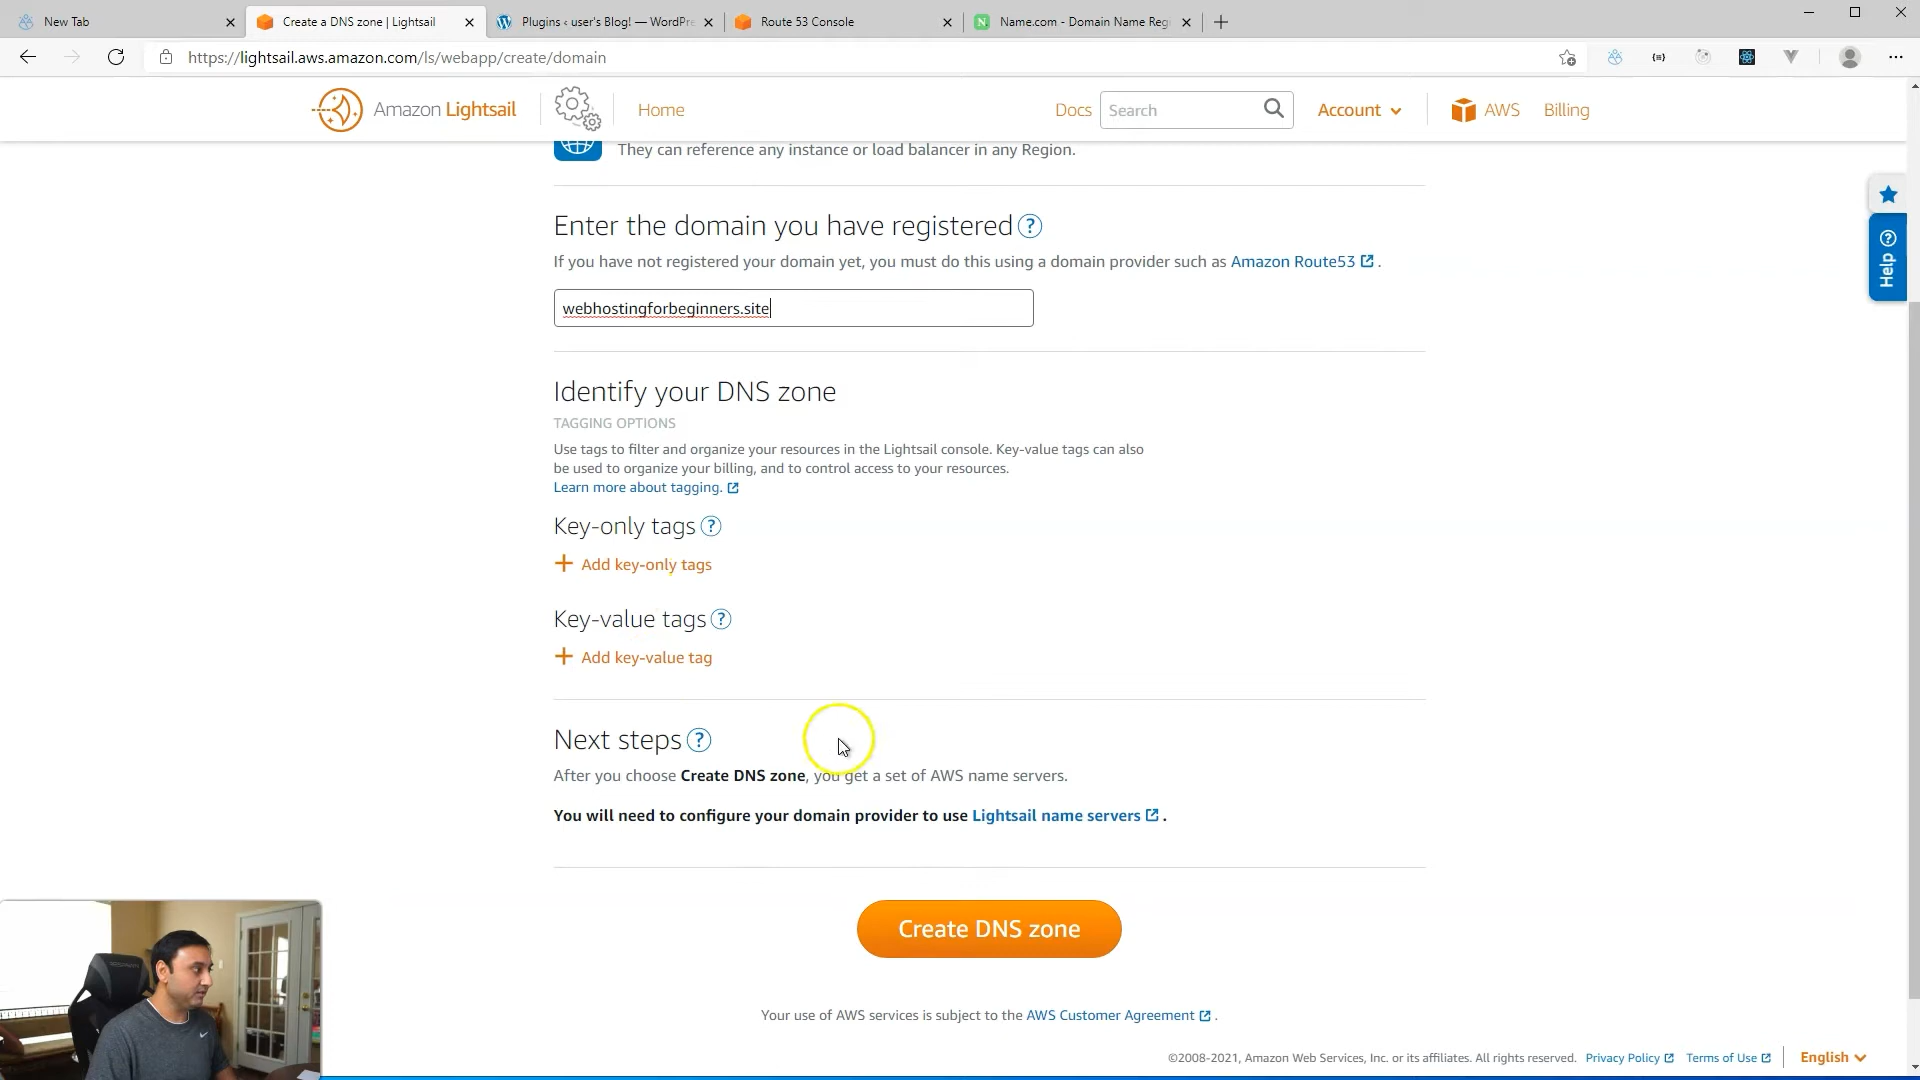 New Tab
Create a DNS zone | Lightsail
Plugins ‹ user's Blog! — WordPre
Route 53 Console
Name.com - Domain Name Reg
https://lightsail.aws.amazon.com/ls/webapp/create/domain
Amazon Lightsail
Home
Docs
Search
Account
AWS
Billing
They can reference any instance or load balancer in any Region.
Enter the domain you have registered ?
If you have not registered your domain yet, you must do this using a domain provider such as Amazon Route53 .
webhostingforbeginners.site
Help ?
Identify your DNS zone
TAGGING OPTIONS
Use tags to filter and organize your resources in the Lightsail console. Key-value tags can also
be used to organize your billing, and to control access to your resources.
Learn more about tagging.
Key-only tags ?
+ Add key-only tags
Key-value tags ?
+ Add key-value tag
Next steps ?
After you choose Create DNS zone, you get a set of AWS name servers.
You will need to configure your domain provider to use Lightsail name servers .
Create DNS zone
Your use of AWS services is subject to the AWS Customer Agreement .
©2008-2021, Amazon Web Services, Inc. or its affiliates. All rights reserved.
Privacy Policy
Terms of Use
English